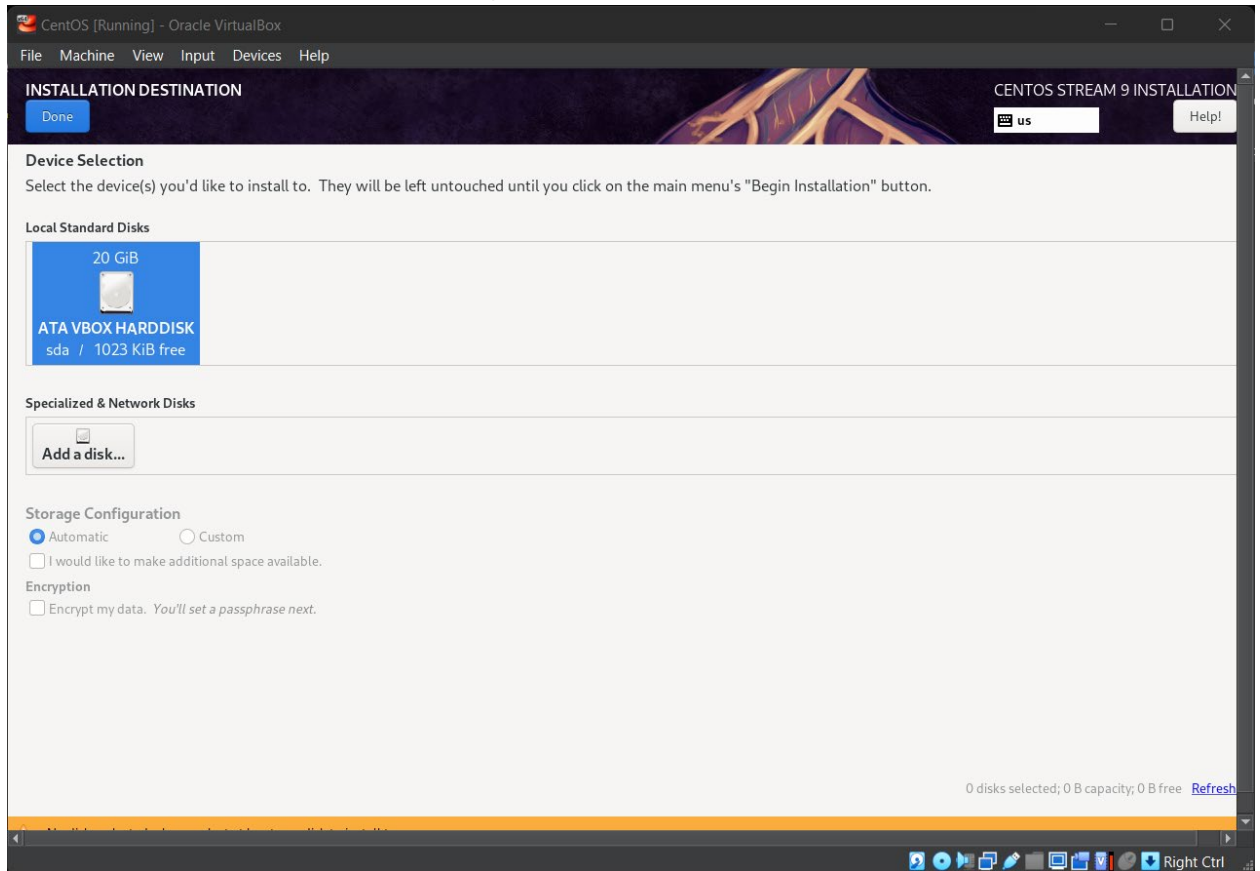 CentOS [Running] - Oracle VirtualBox
File Machine View Input Devices Help
INSTALLATION DESTINATION
CENTOS STREAM 9 INSTALLATION
Done
us
Help!
Device Selection
Select the device(s) you'd like to install to. They will be left untouched until you click on the main menu's "Begin Installation" button.
Local Standard Disks
20 GiB
ATA VBOX HARDDISK
sda / 1023 KiB free
Specialized & Network Disks
Add a disk...
Storage Configuration
Automatic Custom
I would like to make additional space available.
Encryption
Encrypt my data. You'll set a passphrase next.
0 disks selected; 0 B capacity; 0 B free Refresh
Right Ctrl